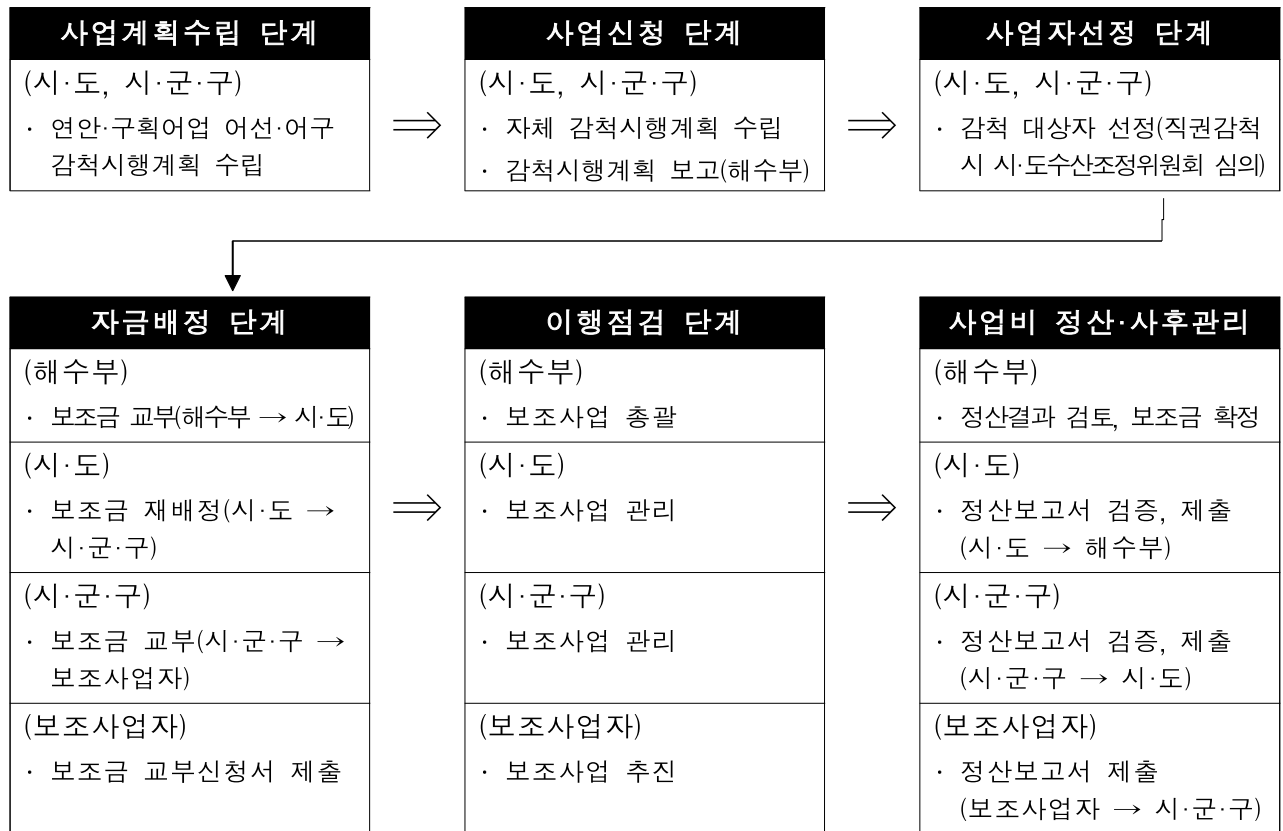 사업계획수립 단계
(시·도, 시·군·구)
· 연안·구획어업 어선·어구
감척시행계획 수립
⇒
사업신청 단계
(시·도, 시·군·구)
· 자체 감척시행계획 수립
· 감척시행계획 보고(해수부)
⇒
사업자선정 단계
(시·도, 시·군·구)
· 감척 대상자 선정(직권감척
시 시·도수산조정위원회 심의)
자금배정 단계
(해수부)
· 보조금 교부(해수부 → 시·도)
(시·도)
· 보조금 재배정(시·도 →
시·군·구)
(시·군·구)
· 보조금 교부(시·군·구 →
보조사업자)
(보조사업자)
· 보조금 교부신청서 제출
⇒
이행점검 단계
(해수부)
· 보조사업 총괄
(시·도)
· 보조사업 관리
(시·군·구)
· 보조사업 관리
(보조사업자)
· 보조사업 추진
⇒
사업비 정산·사후관리
(해수부)
· 정산결과 검토, 보조금 확정
(시·도)
· 정산보고서 검증, 제출
(시·도 → 해수부)
(시·군·구)
· 정산보고서 검증, 제출
(시·군·구 → 시·도)
(보조사업자)
· 정산보고서 제출
(보조사업자 → 시·군·구)